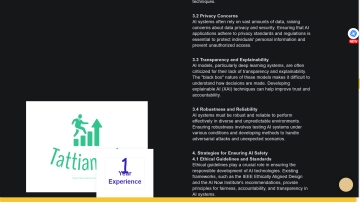 techniques.
3.2 Privacy Concerns
AI systems often rely on vast amounts of data, raising
concerns about data privacy and security. Ensuring that AI
applications adhere to privacy standards and regulations is
essential to protect individuals' personal information and
prevent unauthorized access.
3.3 Transparency and Explainability
AI models, particularly deep learning systems, are often
criticized for their lack of transparency and explainability.
The "black box" nature of these models makes it difficult to
understand how decisions are made. Developing
explainable AI (XAI) techniques can help improve trust and
accountability.
3.4 Robustness and Reliability
AI systems must be robust and reliable to perform
effectively in diverse and unpredictable environments.
Ensuring robustness involves testing AI systems under
various conditions and developing methods to handle
adversarial attacks and unexpected scenarios.
4. Strategies for Ensuring AI Safety
4.1 Ethical Guidelines and Standards
Ethical guidelines play a crucial role in ensuring the
responsible development of AI technologies. Existing
frameworks, such as the IEEE Ethically Aligned Design
and the AI Now Institute's recommendations, provide
principles for fairness, accountability, and transparency in
AI systems.
Tattian
1
Year
Experience